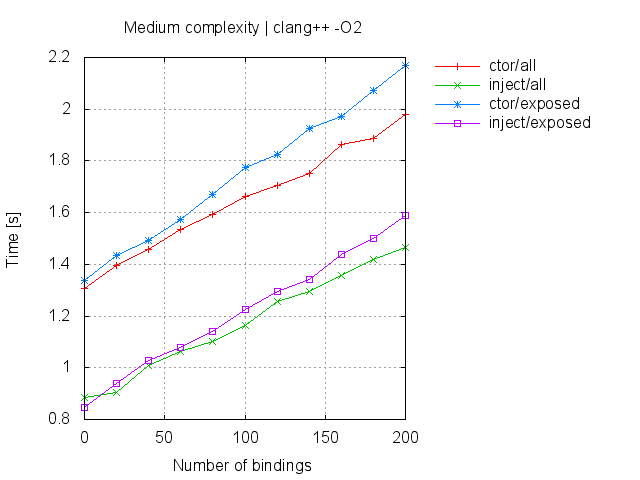 Medium complexity | clang++ -O2
2.2
2
1.8
1.6
1.4
1.2
1
0.8
Time [s]
0 50 100 150 200
Number of bindings
ctor/all
inject/all
ctor/exposed
inject/exposed